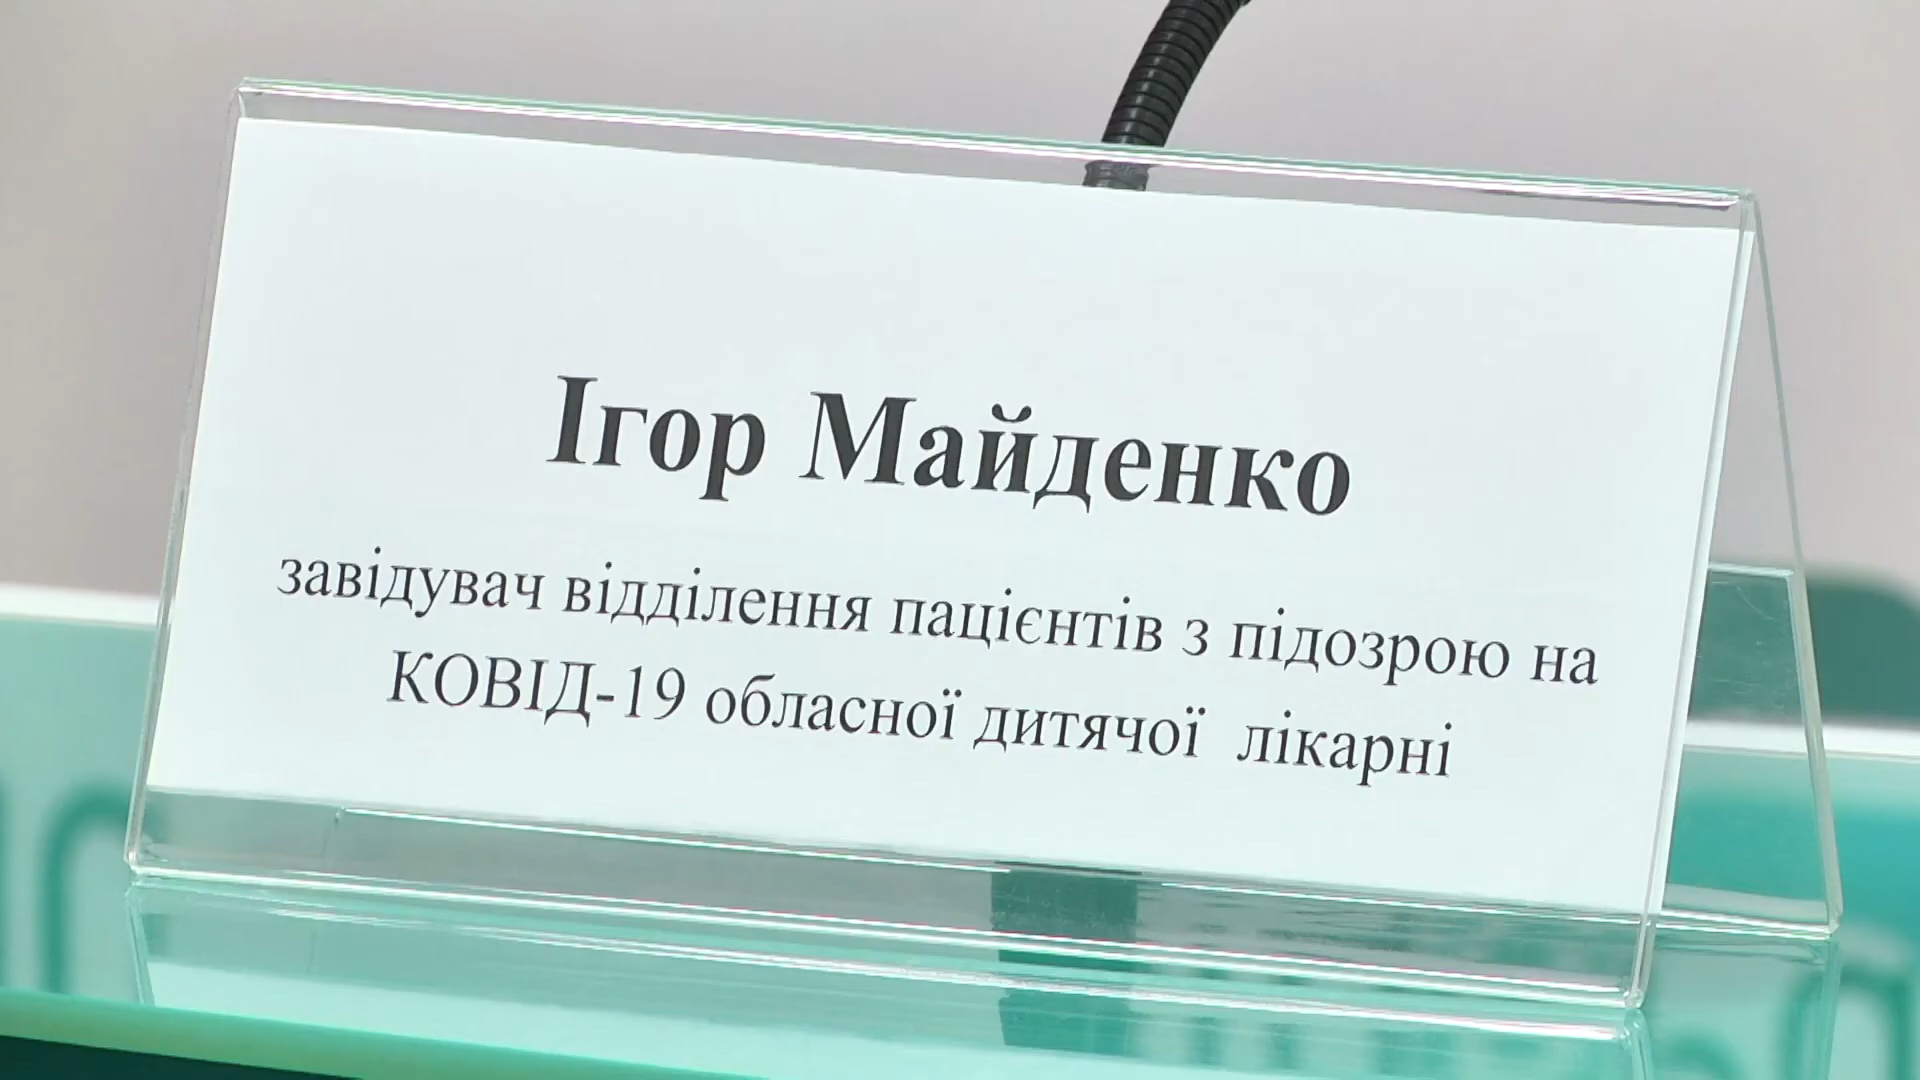 Ігор Майденко
завідувач відділення пацієнтів з підозрою на
КОВІД-19 обласної дитячої лікарні